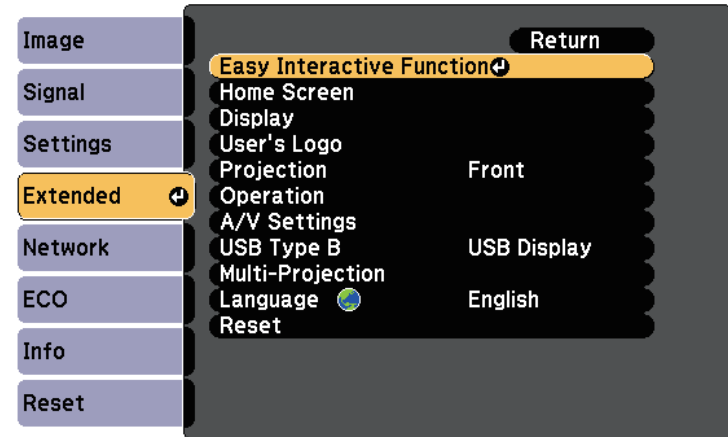 Image
Signal
Settings
Extended
Network
ECO
Info
Reset
Return
Easy Interactive Function
Home Screen
Display
User's Logo
Projection Front
Operation
A/V Settings
USB Type B USB Display
Multi-Projection
Language English
Reset